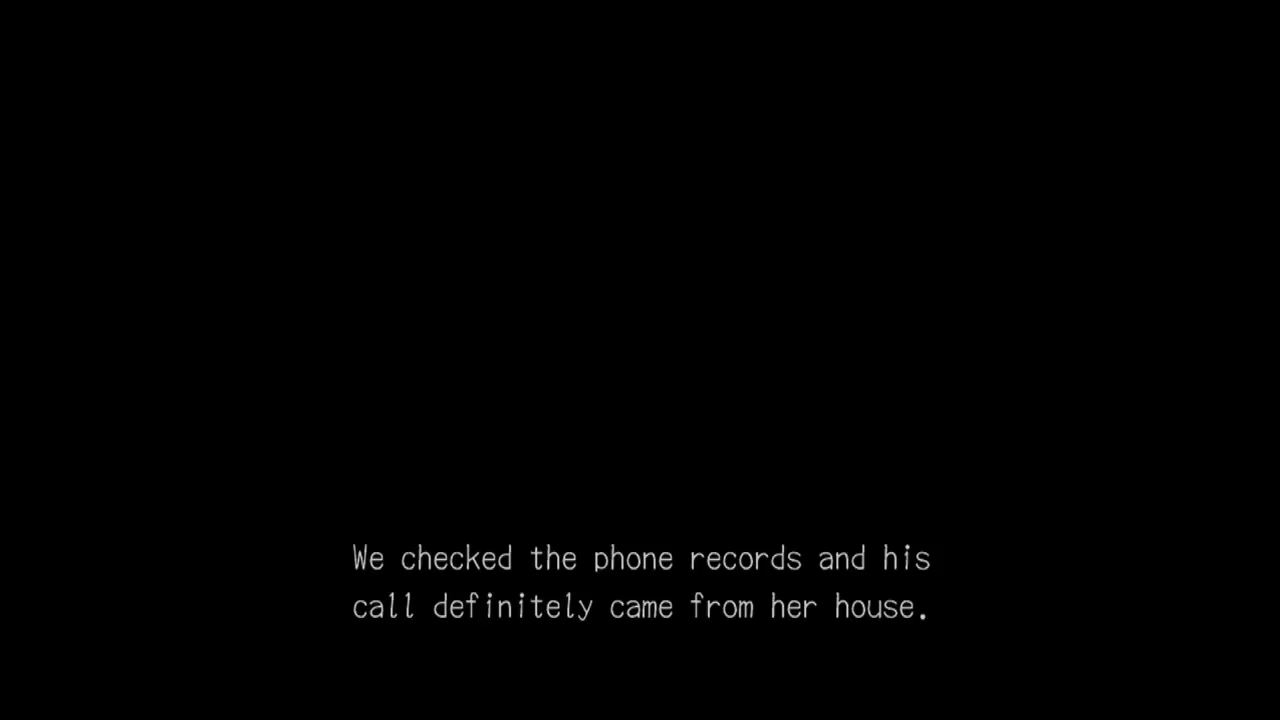 We checked the phone records and his
call definitely came from her house.